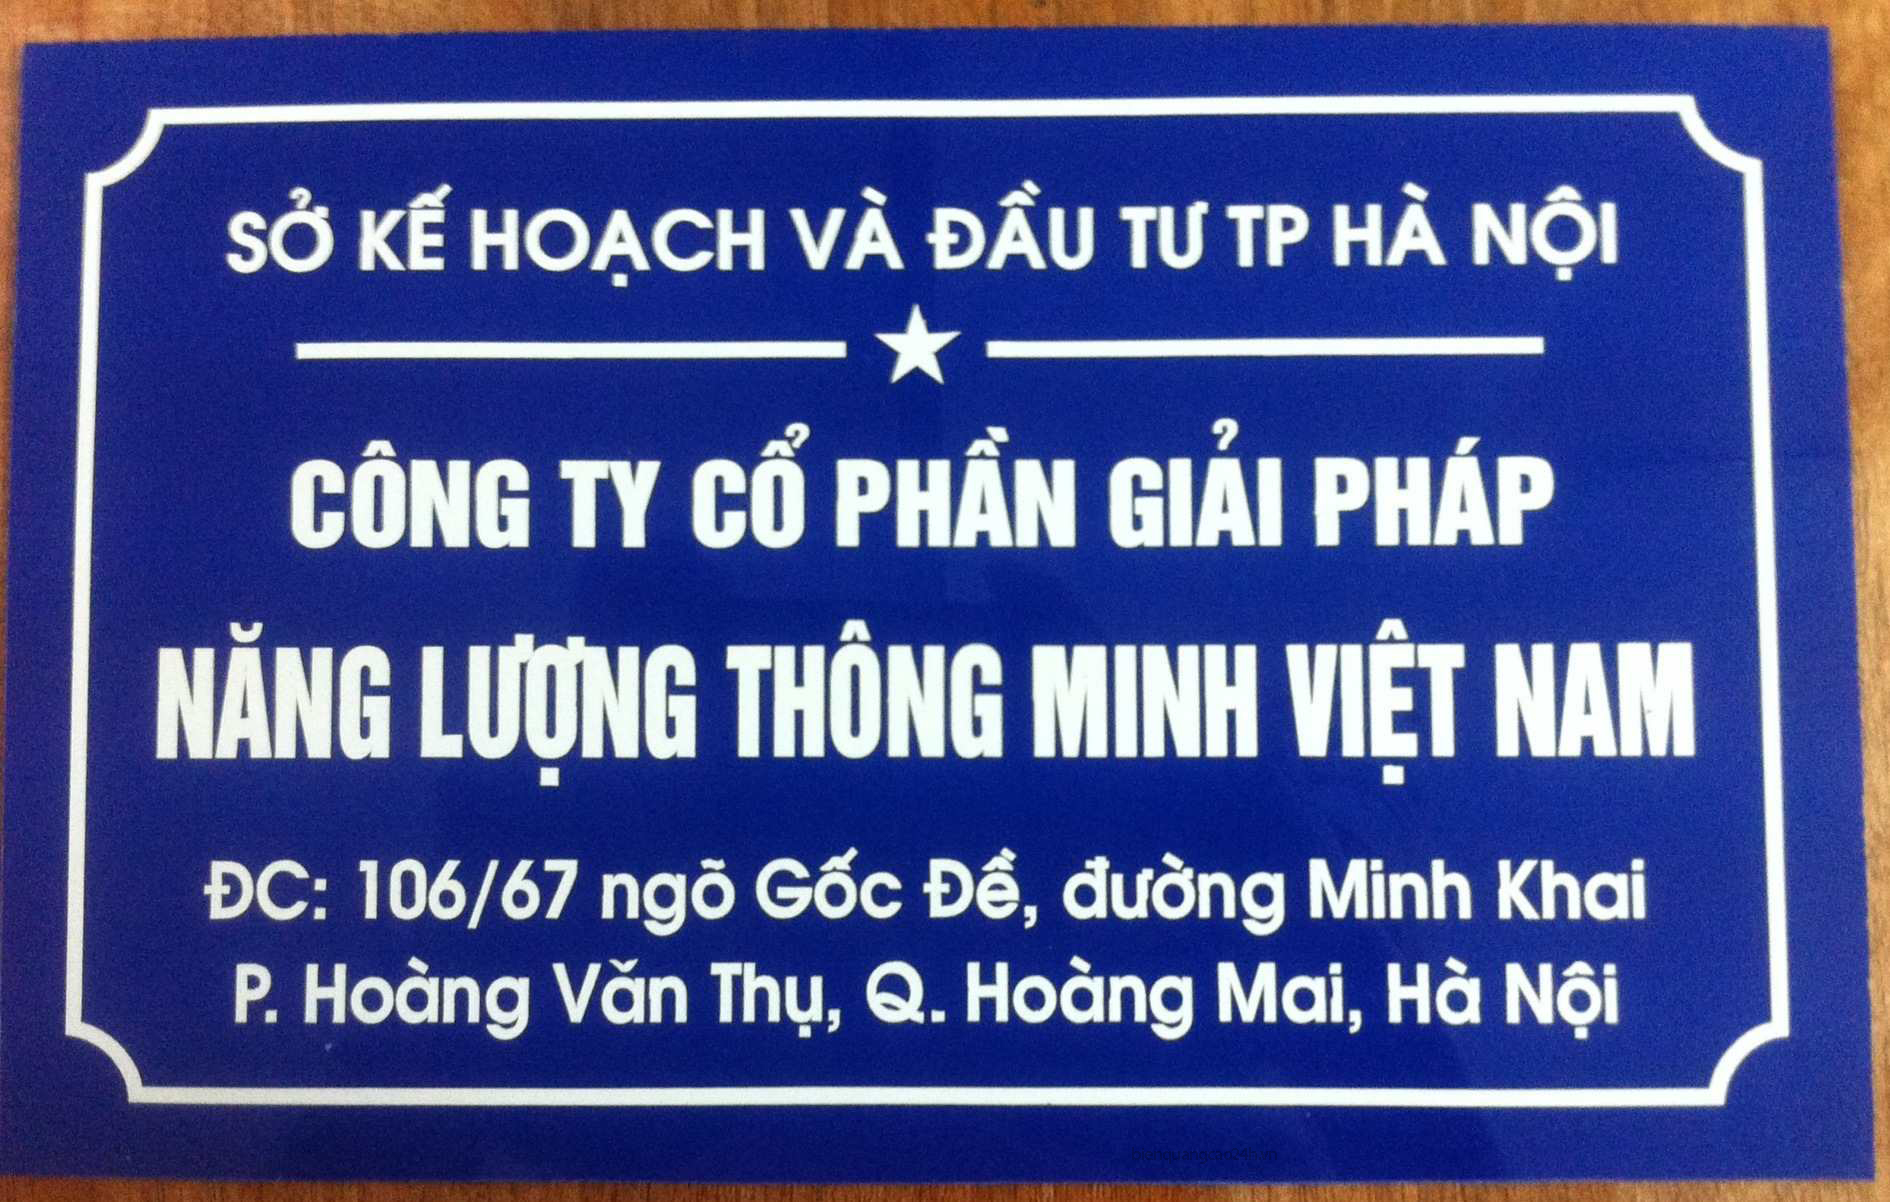 SỞ KẾ HOẠCH VÀ ĐẦU TƯ TP HÀ NỘI
CÔNG TY CỔ PHẦN GIẢI PHÁP
NĂNG LƯỢNG THÔNG MINH VIỆT NAM
ĐC: 106/67 ngõ Gốc Đề, đường Minh Khai
P. Hoàng Văn Thụ, Q. Hoàng Mai, Hà Nội